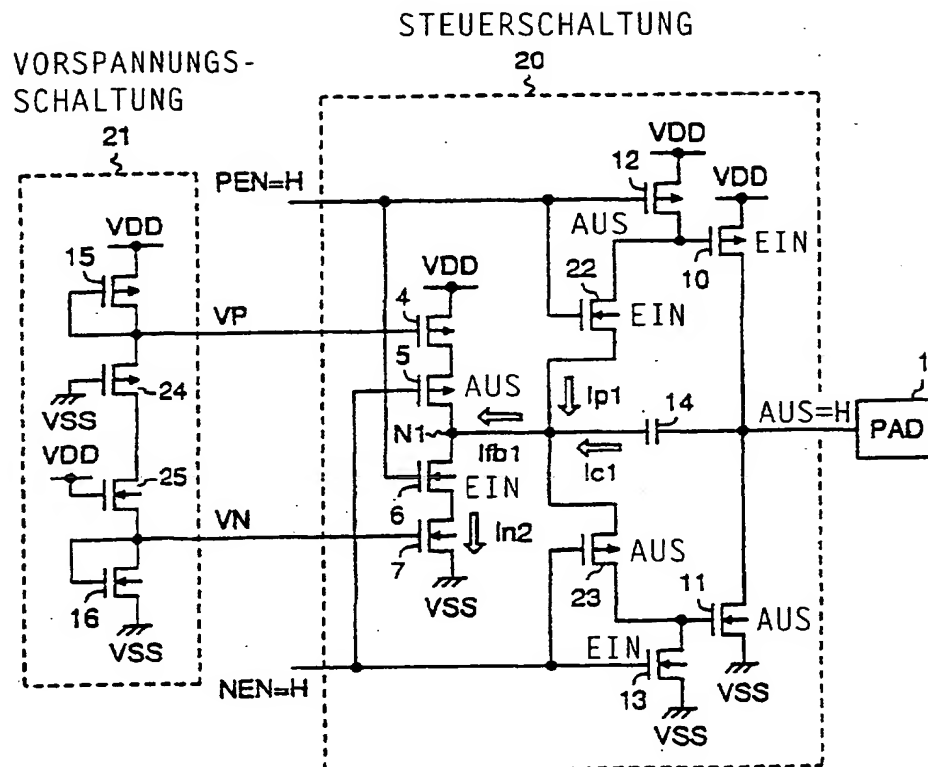 STEUERSCHALTUNG
20
VORSPANNUNGS-
SCHALTUNG
21
VDD
15
VP
24
VSS
VDD
25
VN
16
VSS
PEN=H
NEN=H
VDD
4
5
AUS
N1
Ifb1
6
EIN
7
In2
VSS
VDD
12
AUS
VDD
10
EIN
22
EIN
Ip1
14
Ic1
AUS=H
1
PAD
AUS
23
11
AUS
VSS
EIN
13
VSS